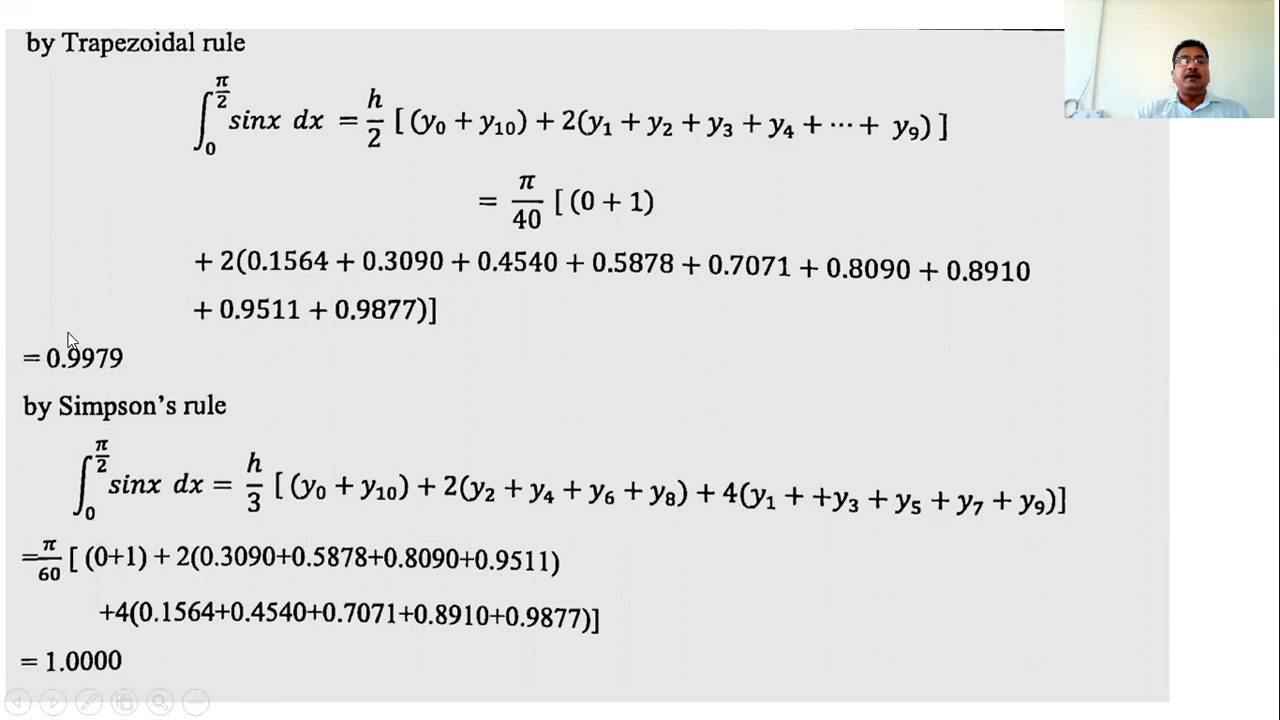 by Trapezoidal rule
∫₀^(π/2) sinx dx = h/2 [ (y₀ + y₁₀) + 2(y₁ + y₂ + y₃ + y₄ + ⋯ + y₉) ]
= π/40 [ (0 + 1)
+ 2(0.1564 + 0.3090 + 0.4540 + 0.5878 + 0.7071 + 0.8090 + 0.8910
+ 0.9511 + 0.9877)]
= 0.9979
by Simpson's rule
∫₀^(π/2) sinx dx = h/3 [ (y₀ + y₁₀) + 2(y₂ + y₄ + y₆ + y₈) + 4(y₁ + +y₃ + y₅ + y₇ + y₉)]
=π/60 [ (0+1) + 2(0.3090+0.5878+0.8090+0.9511)
+4(0.1564+0.4540+0.7071+0.8910+0.9877)]
= 1.0000